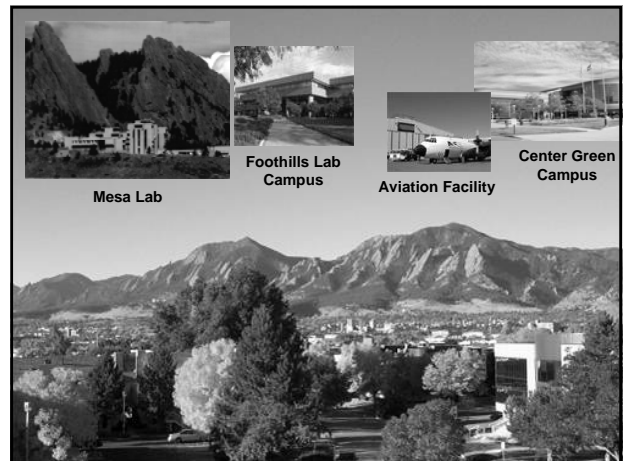 Mesa Lab
Foothills Lab
Campus
Aviation Facility
Center Green
Campus